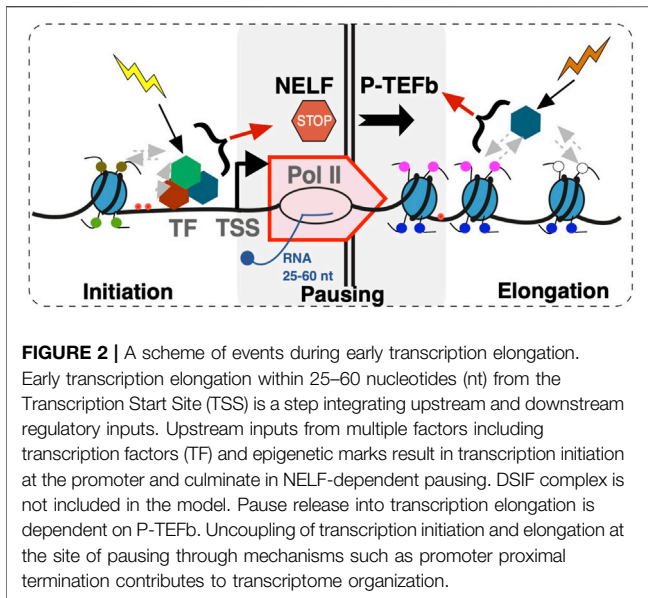 NELF P-TEFb
STOP
Pol II
TF TSS
RNA
25-60 nt
Initiation Pausing Elongation
FIGURE 2 | A scheme of events during early transcription elongation.
Early transcription elongation within 25–60 nucleotides (nt) from the
Transcription Start Site (TSS) is a step integrating upstream and downstream
regulatory inputs. Upstream inputs from multiple factors including
transcription factors (TF) and epigenetic marks result in transcription initiation
at the promoter and culminate in NELF-dependent pausing. DSIF complex is
not included in the model. Pause release into transcription elongation is
dependent on P-TEFb. Uncoupling of transcription initiation and elongation at
the site of pausing through mechanisms such as promoter proximal
termination contributes to transcriptome organization.